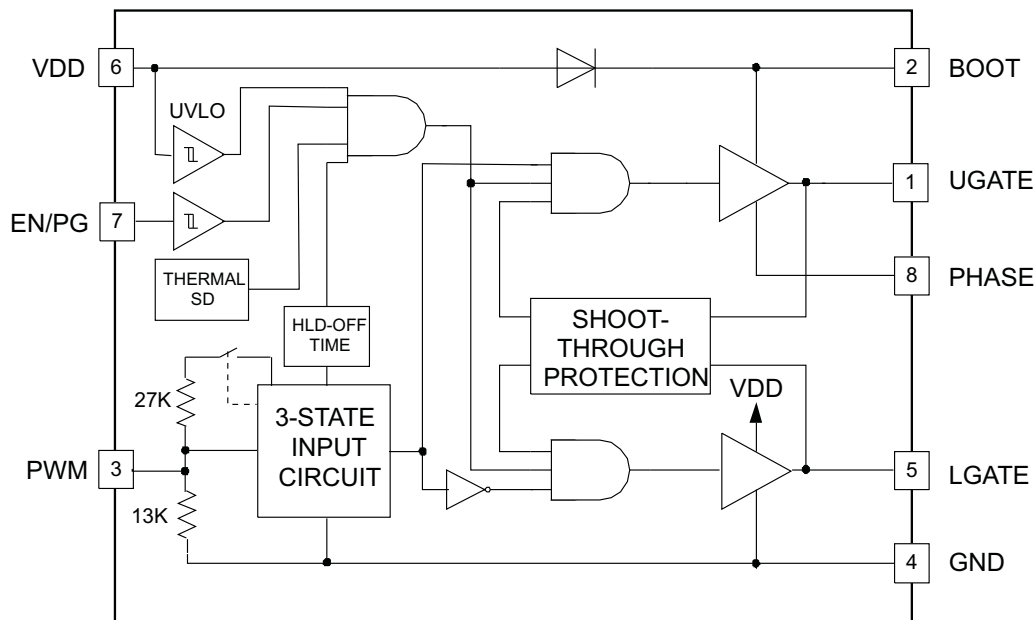 VDD
6
2
BOOT
UVLO
1
UGATE
EN/PG
7
THERMAL
SD
8
PHASE
HLD-OFF
TIME
SHOOT-
THROUGH
PROTECTION
27K
VDD
3-STATE
INPUT
CIRCUIT
PWM
3
5
LGATE
13K
4
GND